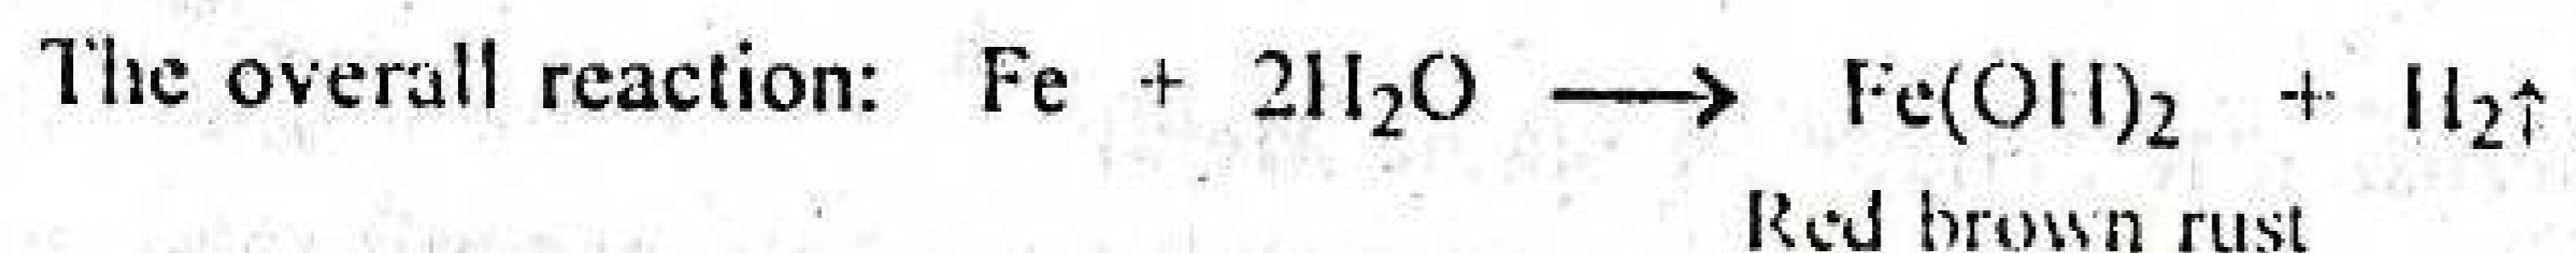 The overall reaction: Fe + 2H₂O ⟶ Fe(OH)₂ + H₂↑
Red brown rust